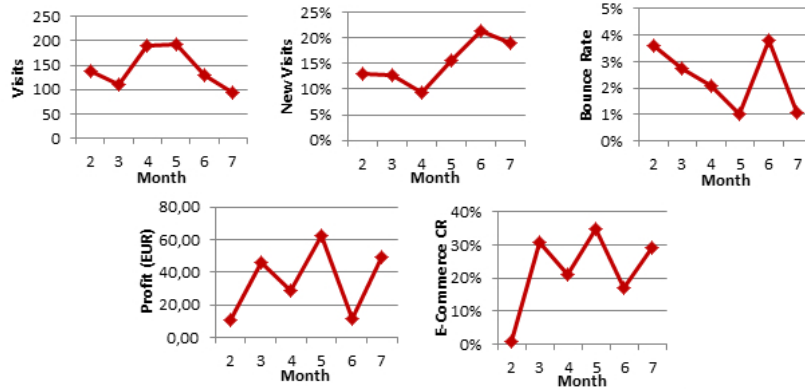 Visits
250
200
150
100
50
0
2 3 4 5 6 7
Month
New Visits
25%
20%
15%
10%
5%
0%
2 3 4 5 6 7
Month
Bounce Rate
5%
4%
3%
2%
1%
0%
2 3 4 5 6 7
Month
Profit (EUR)
80,00
60,00
40,00
20,00
0,00
2 3 4 5 6 7
Month
E-Commerce CR
40%
30%
20%
10%
0%
2 3 4 5 6 7
Month